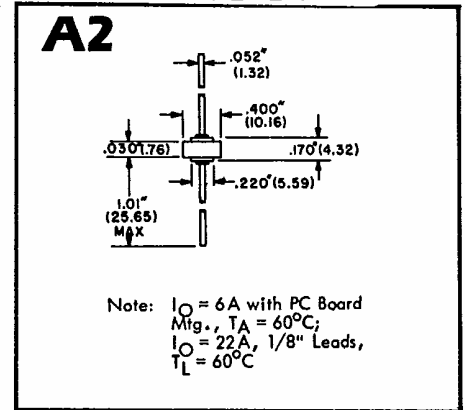 A2
.052"
(1.32)
.400"
(10.16)
.030"(.76)
.170"(4.32)
.220"(5.59)
1.01"
(25.65)
MAX
Note: IO = 6A with PC Board
Mtg., TA = 60°C;
IO = 22A, 1/8" Leads,
TL = 60°C